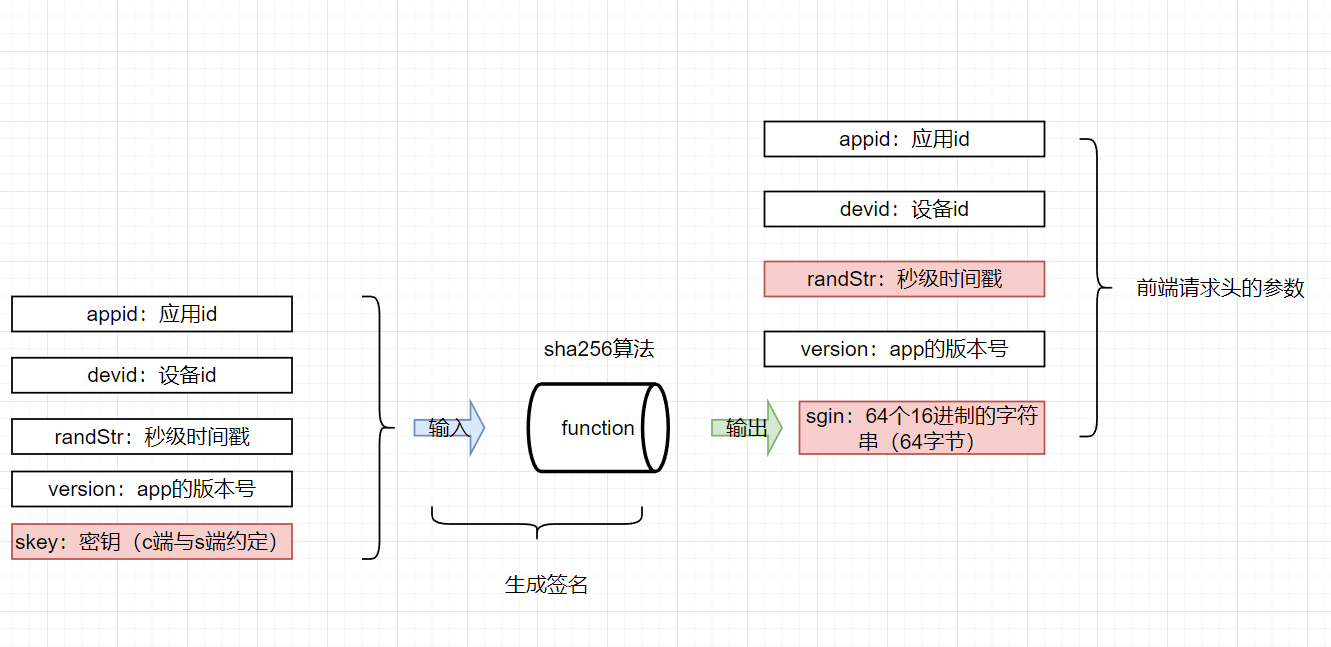 appid：应用id
devid：设备id
randStr：秒级时间戳
version：app的版本号
skey：密钥（c端与s端约定）
输入
sha256算法
function
生成签名
输出
appid：应用id
devid：设备id
randStr：秒级时间戳
version：app的版本号
sgin：64个16进制的字符
串（64字节）
前端请求头的参数